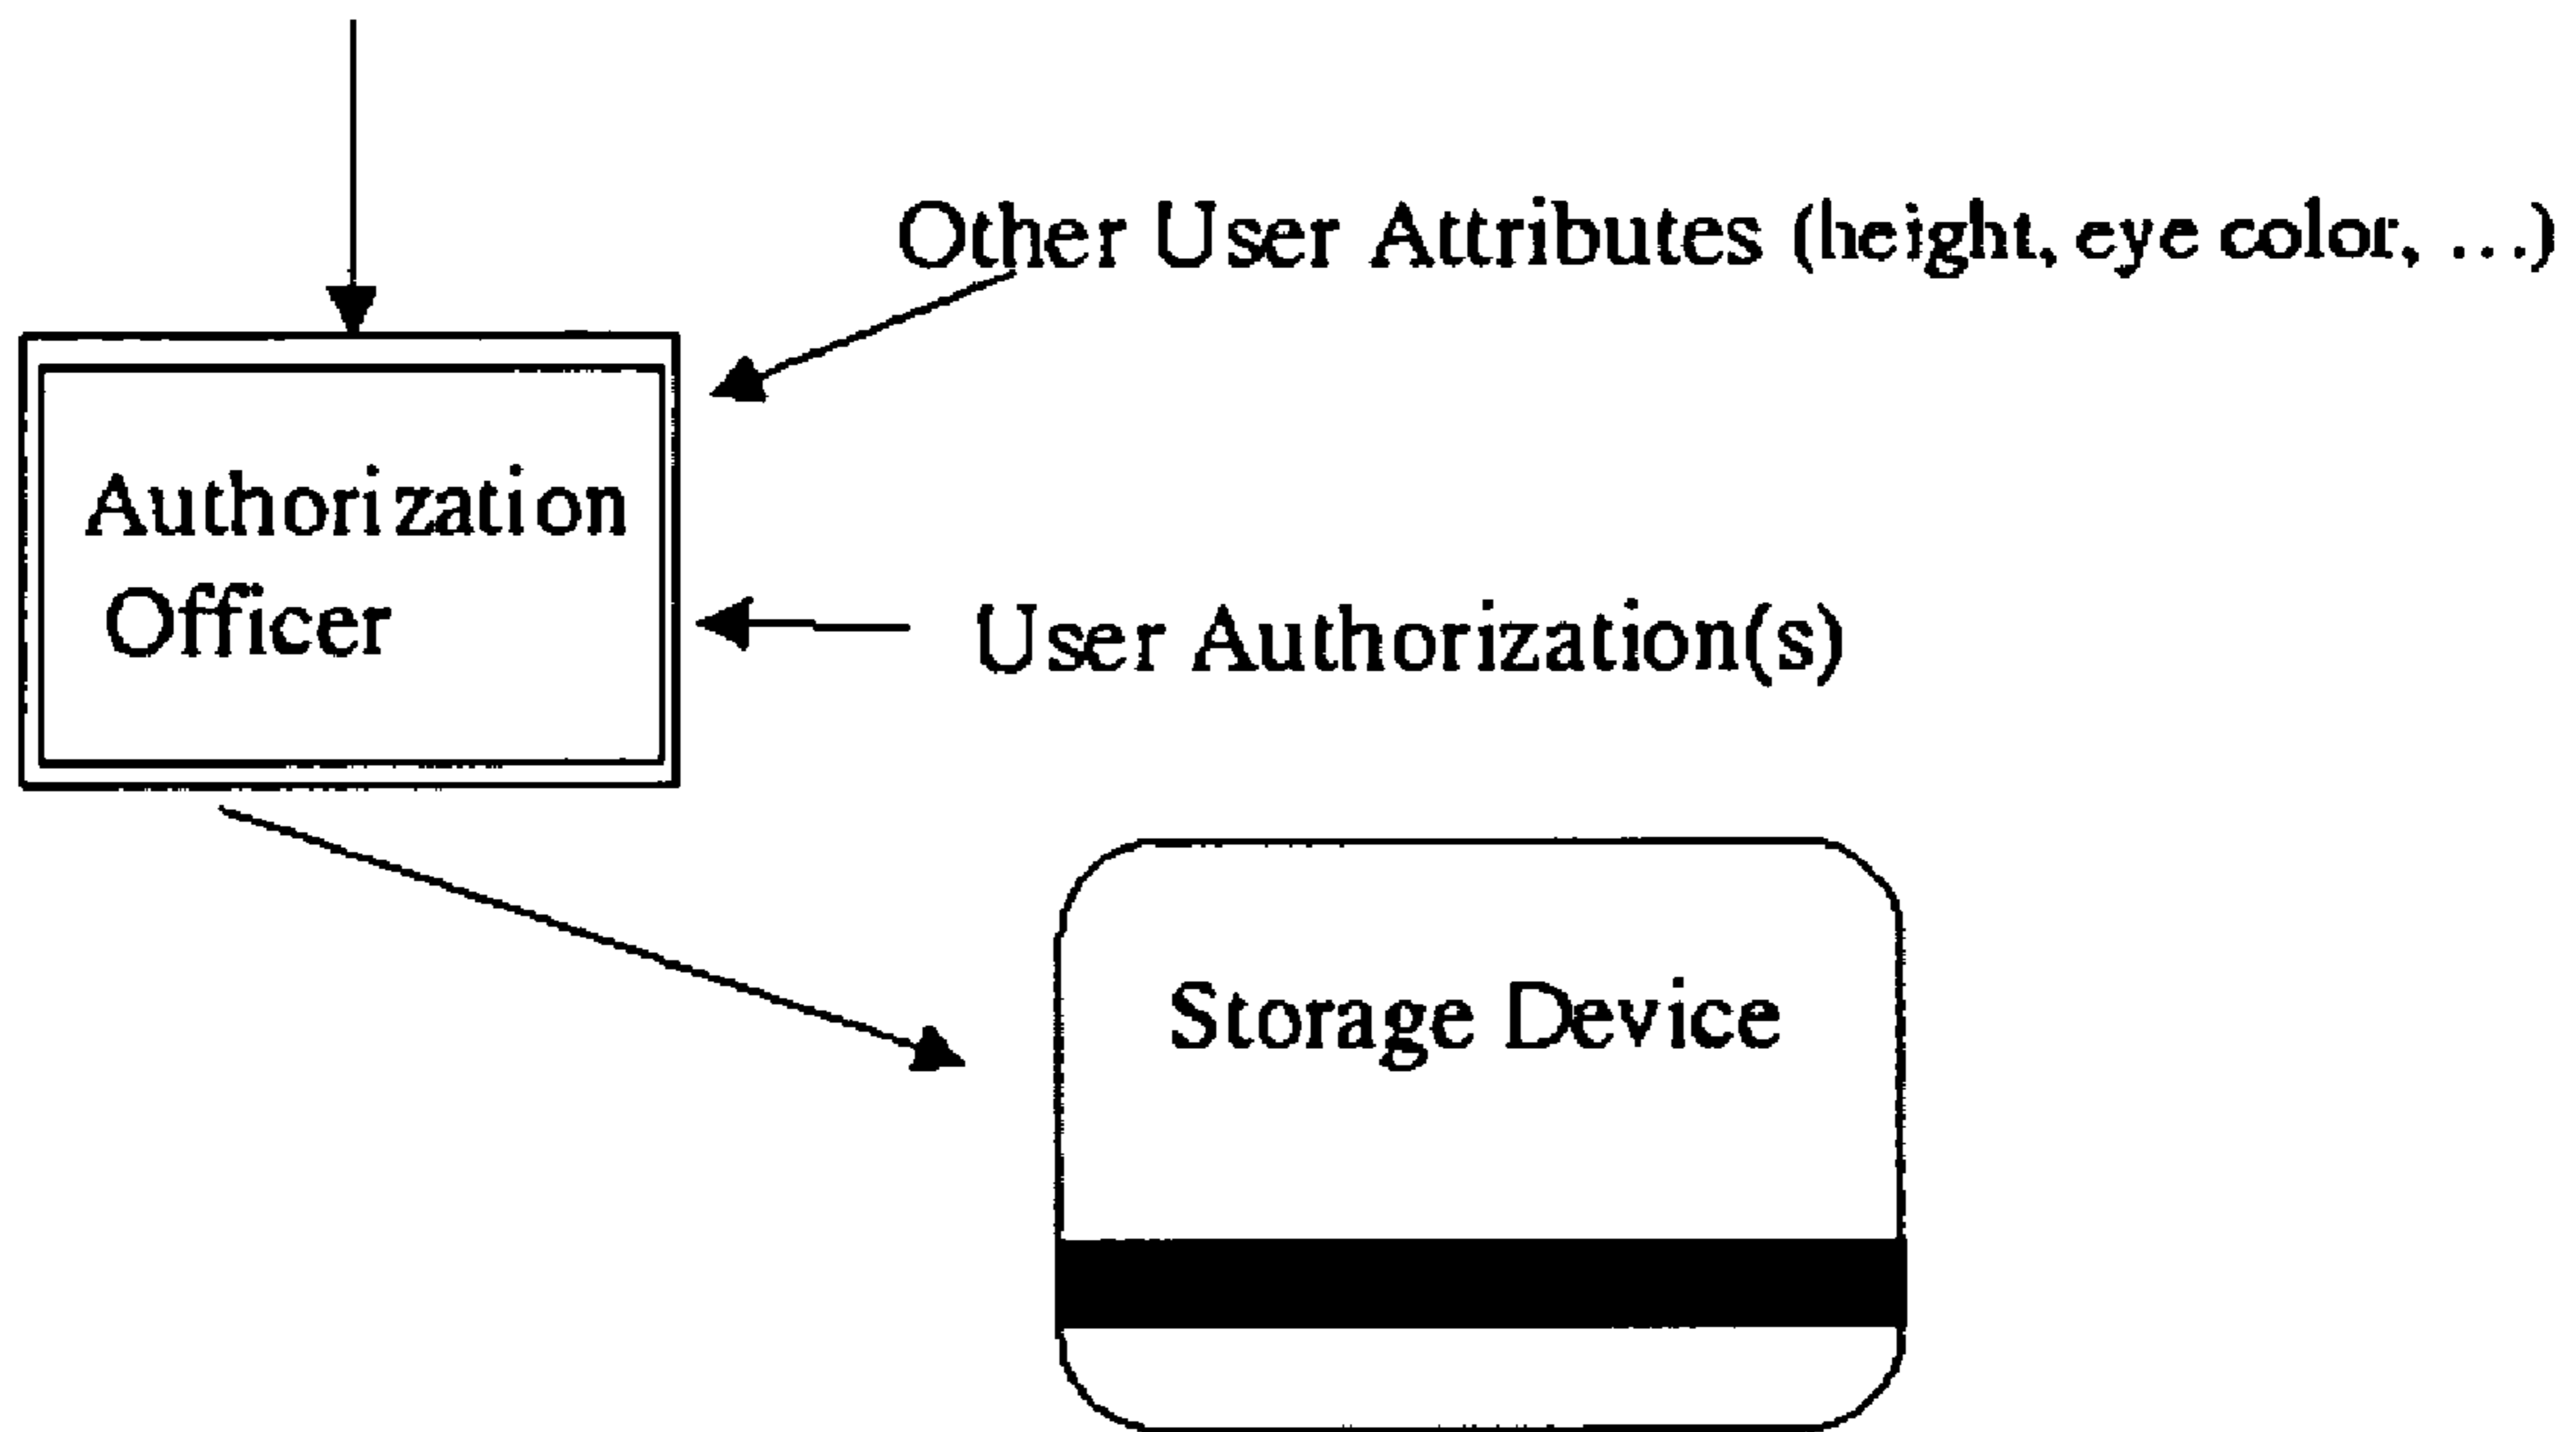 Other User Attributes (height, eye color, ...)
Authorization
Officer
User Authorization(s)
Storage Device